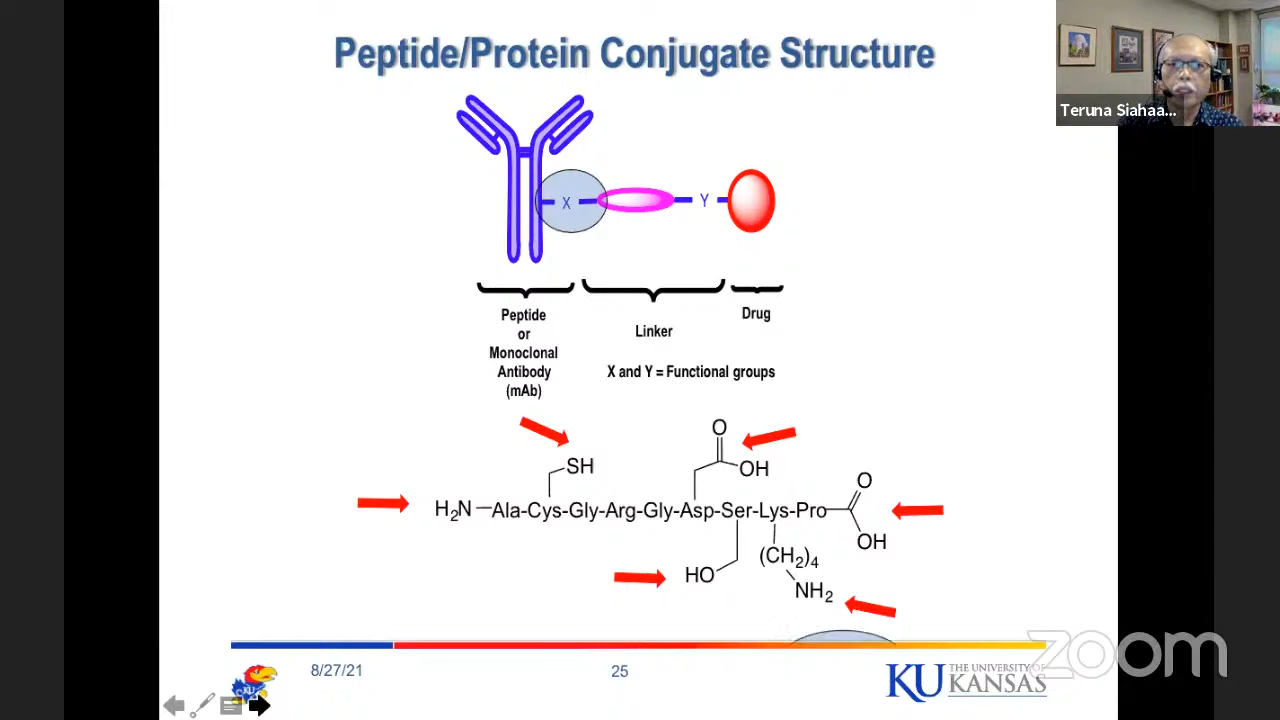 Peptide/Protein Conjugate Structure
Teruna Siahaa...
X
Y
Peptide
or
Monoclonal
Antibody
(mAb)
Linker
X and Y = Functional groups
Drug
O
SH
OH
O
H₂N—Ala-Cys-Gly-Arg-Gly-Asp-Ser-Lys-Pro
OH
(CH₂)₄
HO
NH₂
8/27/21
25
KU
KU THE UNIVERSITY OF
KANSAS
zoom